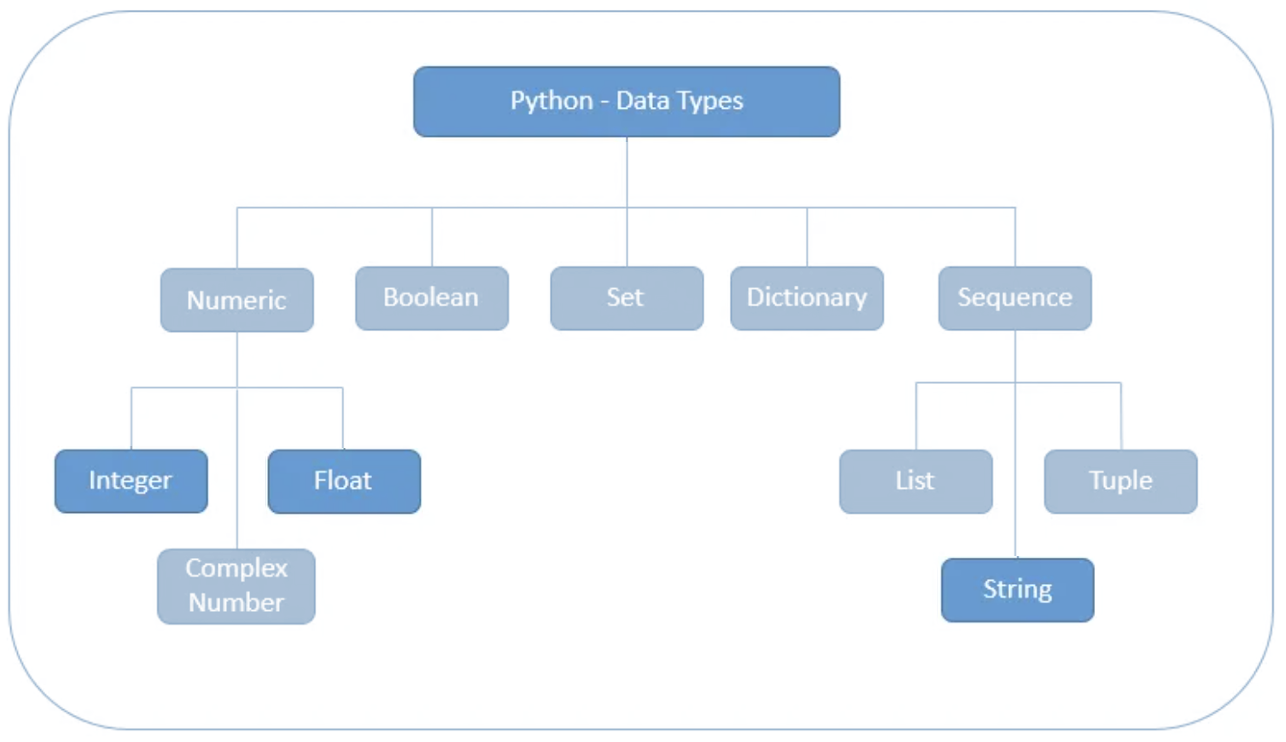 Python - Data Types
Numeric
Boolean
Set
Dictionary
Sequence
Integer
Float
List
Tuple
Complex
Number
String